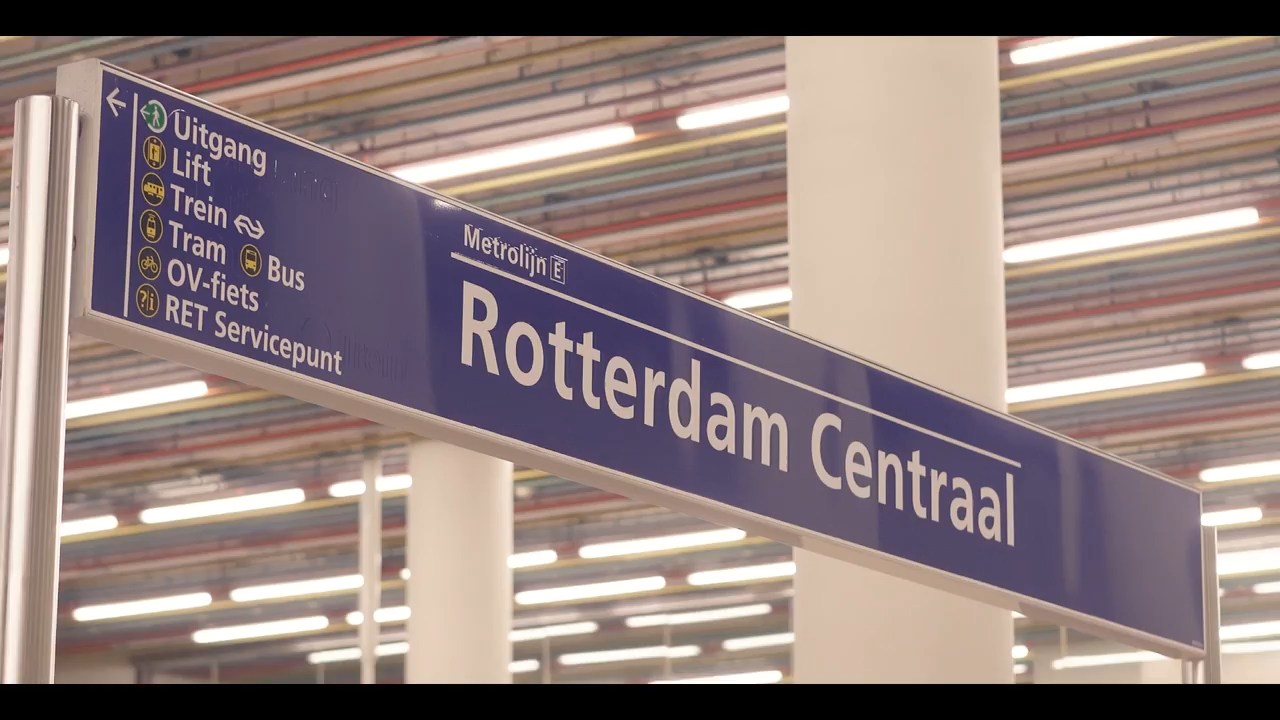 Uitgang
Lift
Trein
Tram Bus
OV-fiets
?i RET Servicepunt
Metrolijn E
Rotterdam Centraal